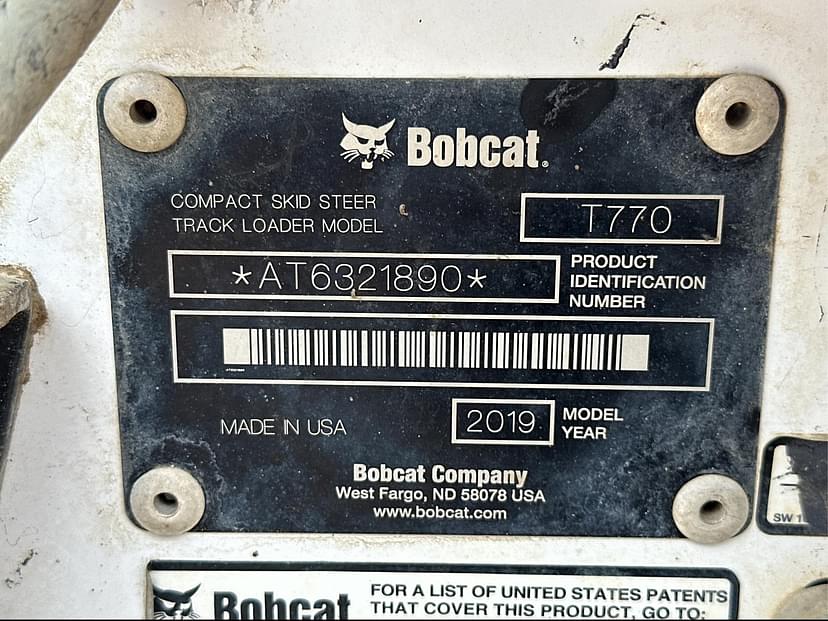 Bobcat.
COMPACT SKID STEER
TRACK LOADER MODEL
T770
*AT6321890*
PRODUCT
IDENTIFICATION
NUMBER
MADE IN USA
2019
MODEL
YEAR
Bobcat Company
West Fargo, ND 58078 USA
www.bobcat.com
SW
Bobcat
FOR A LIST OF UNITED STATES PATENTS
THAT COVER THIS PRODUCT, GO TO: